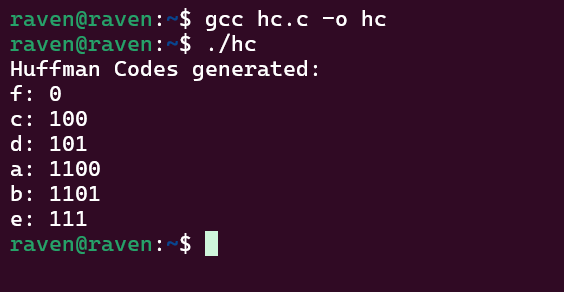 raven@raven:~$ gcc hc.c -o hc
raven@raven:~$ ./hc
Huffman Codes generated:
f: 0
c: 100
d: 101
a: 1100
b: 1101
e: 111
raven@raven:~$